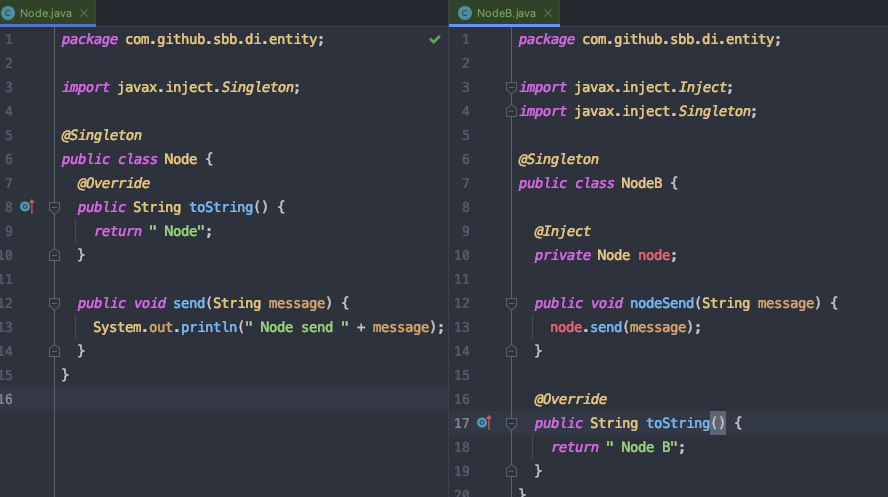 Node.java
1 package com.github.sbb.di.entity;
2
3 import javax.inject.Singleton;
4
5 @Singleton
6 public class Node {
7 @Override
8 public String toString() {
9 return " Node";
10 }
11
12 public void send(String message) {
13 System.out.println(" Node send " + message);
14 }
15 }
16
NodeB.java
1 package com.github.sbb.di.entity;
2
3 import javax.inject.Inject;
4 import javax.inject.Singleton;
5
6 @Singleton
7 public class NodeB {
8
9 @Inject
10 private Node node;
11
12 public void nodeSend(String message) {
13 node.send(message);
14 }
15
16 @Override
17 public String toString() {
18 return " Node B";
19 }
20 }